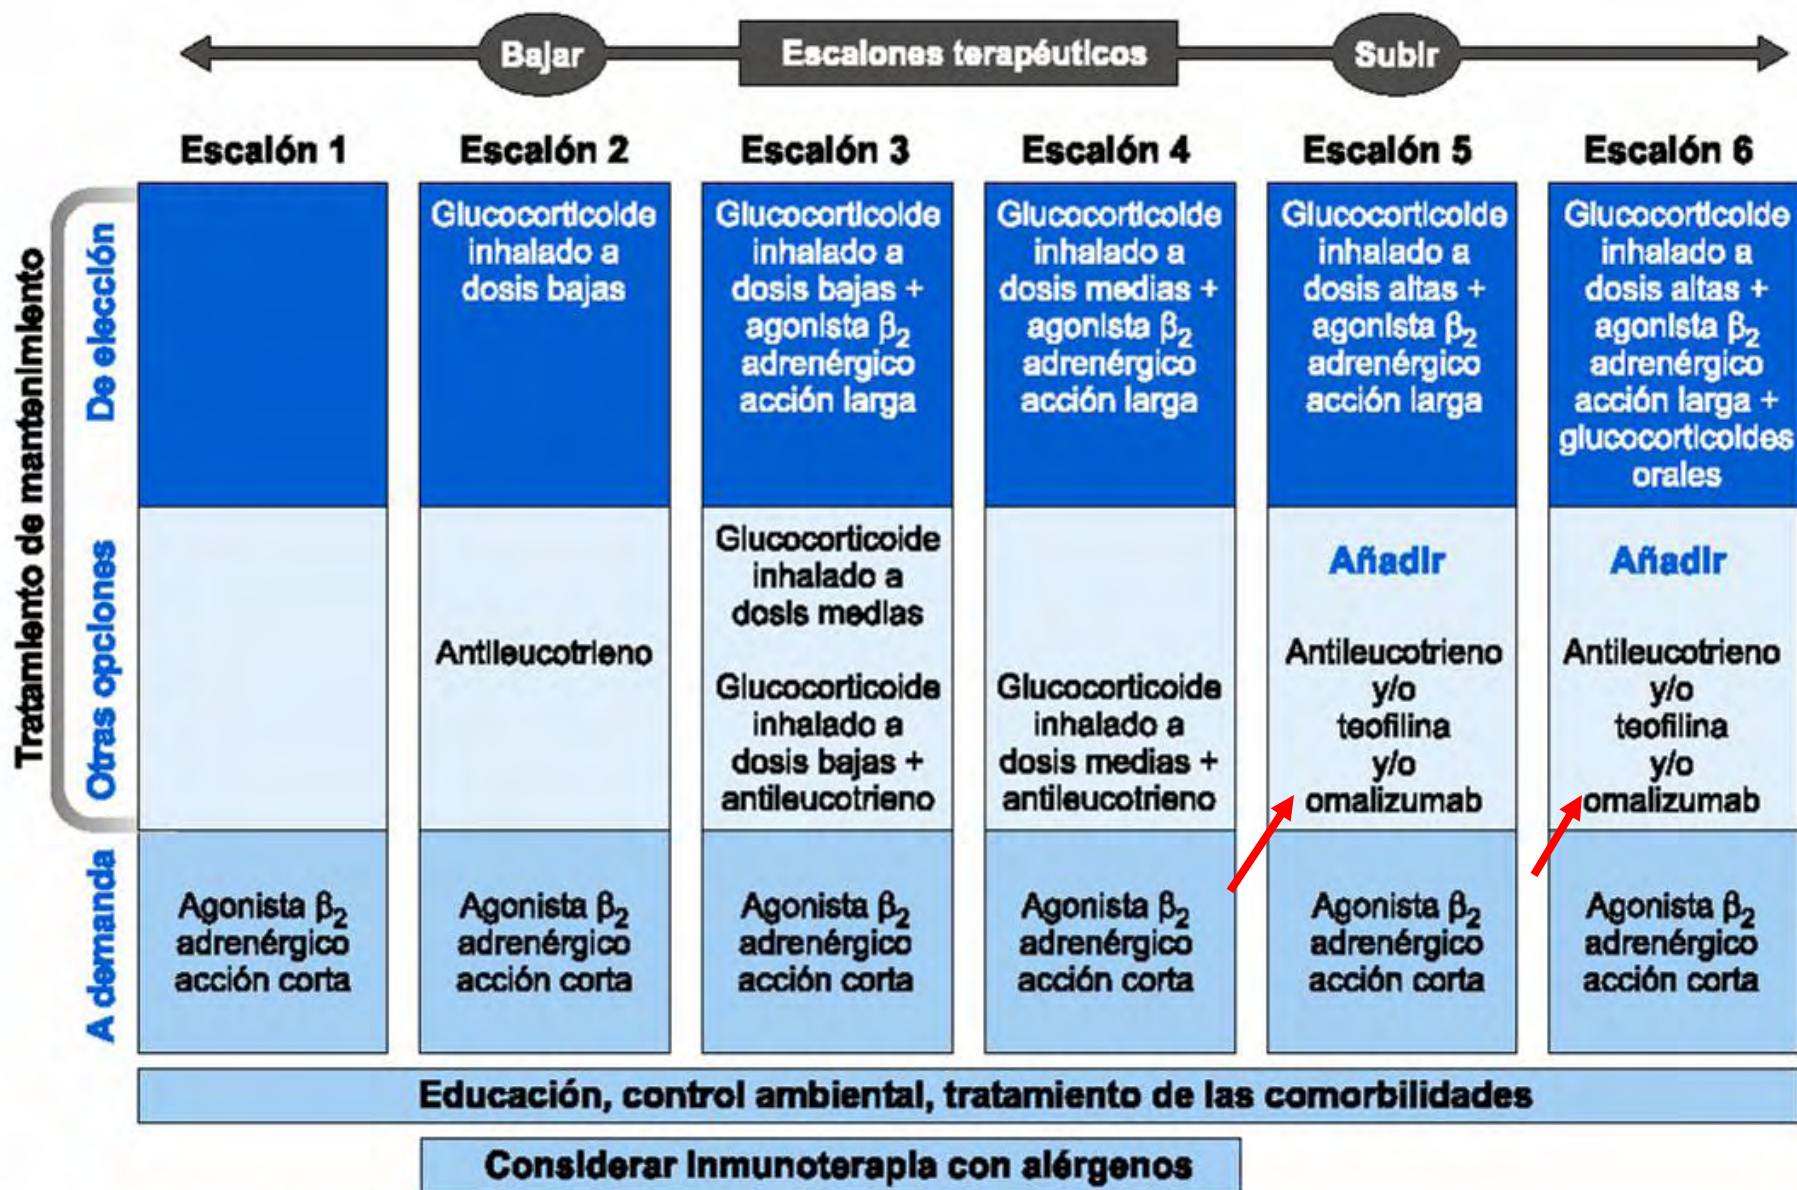 Bajar
Escalones terapéuticos
Subir
Escalón 1
Escalón 2
Escalón 3
Escalón 4
Escalón 5
Escalón 6
Tratamiento de mantenimiento
De elección
Glucocorticoide
inhalado a
dosis bajas
Glucocorticoide
inhalado a
dosis bajas +
agonista β2
adrenérgico
acción larga
Glucocorticoide
inhalado a
dosis medias +
agonista β2
adrenérgico
acción larga
Glucocorticoide
inhalado a
dosis altas +
agonista β2
adrenérgico
acción larga
Glucocorticoide
inhalado a
dosis altas +
agonista β2
adrenérgico
acción larga +
glucocorticoides
orales
Otras opciones
Antileucotrieno
Glucocorticoide
inhalado a
dosis medias
Glucocorticoide
inhalado a
dosis bajas +
antileucotrieno
Glucocorticoide
inhalado a
dosis medias +
antileucotrieno
Añadir
Antileucotrieno
y/o
teofilina
y/o
omalizumab
Añadir
Antileucotrieno
y/o
teofilina
y/o
omalizumab
A demanda
Agonista β2
adrenérgico
acción corta
Agonista β2
adrenérgico
acción corta
Agonista β2
adrenérgico
acción corta
Agonista β2
adrenérgico
acción corta
Agonista β2
adrenérgico
acción corta
Agonista β2
adrenérgico
acción corta
Educación, control ambiental, tratamiento de las comorbilidades
Considerar inmunoterapia con alérgenos